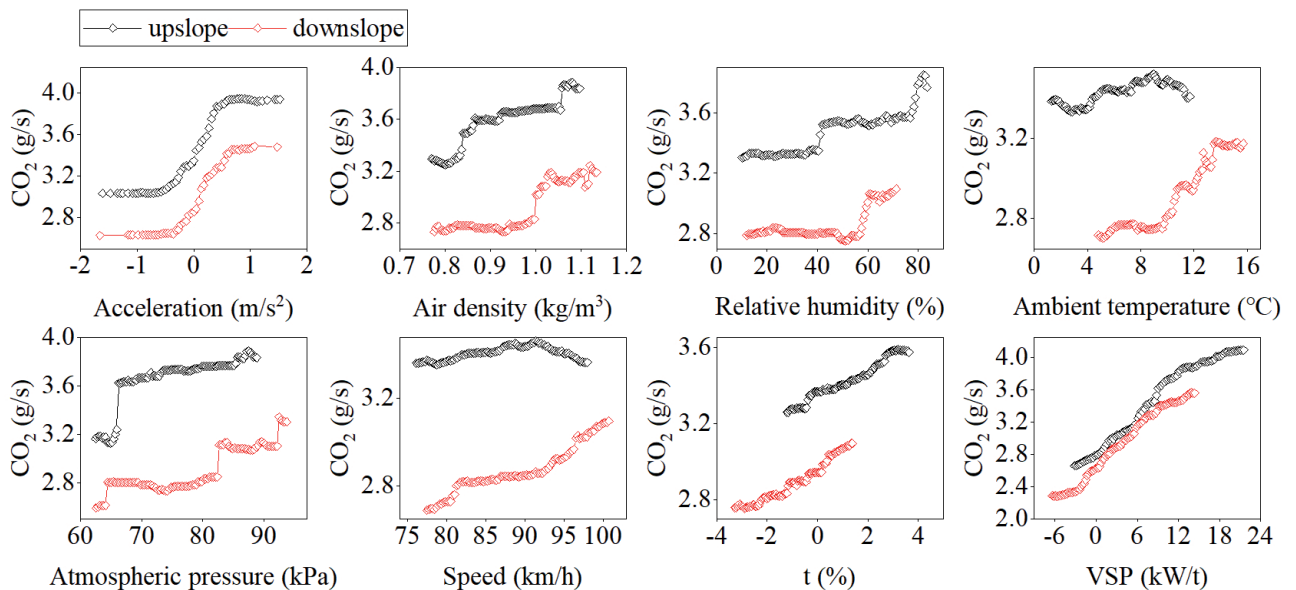 upslope downslope
4.0
3.6
3.2
2.8
CO2 (g/s)
-2 -1 0 1 2
Acceleration (m/s²)
4.0
3.6
3.2
2.8
CO2 (g/s)
0.7 0.8 0.9 1.0 1.1 1.2
Air density (kg/m³)
3.6
3.2
2.8
CO2 (g/s)
0 20 40 60 80
Relative humidity (%)
3.2
2.8
CO2 (g/s)
0 4 8 12 16
Ambient temperature (°C)
4.0
3.6
3.2
2.8
CO2 (g/s)
60 70 80 90
Atmospheric pressure (kPa)
3.2
2.8
CO2 (g/s)
75 80 85 90 95 100
Speed (km/h)
3.6
3.2
2.8
CO2 (g/s)
-4 -2 0 2 4
t (%)
4.0
3.6
3.2
2.8
2.4
2.0
CO2 (g/s)
-6 0 6 12 18 24
VSP (kW/t)